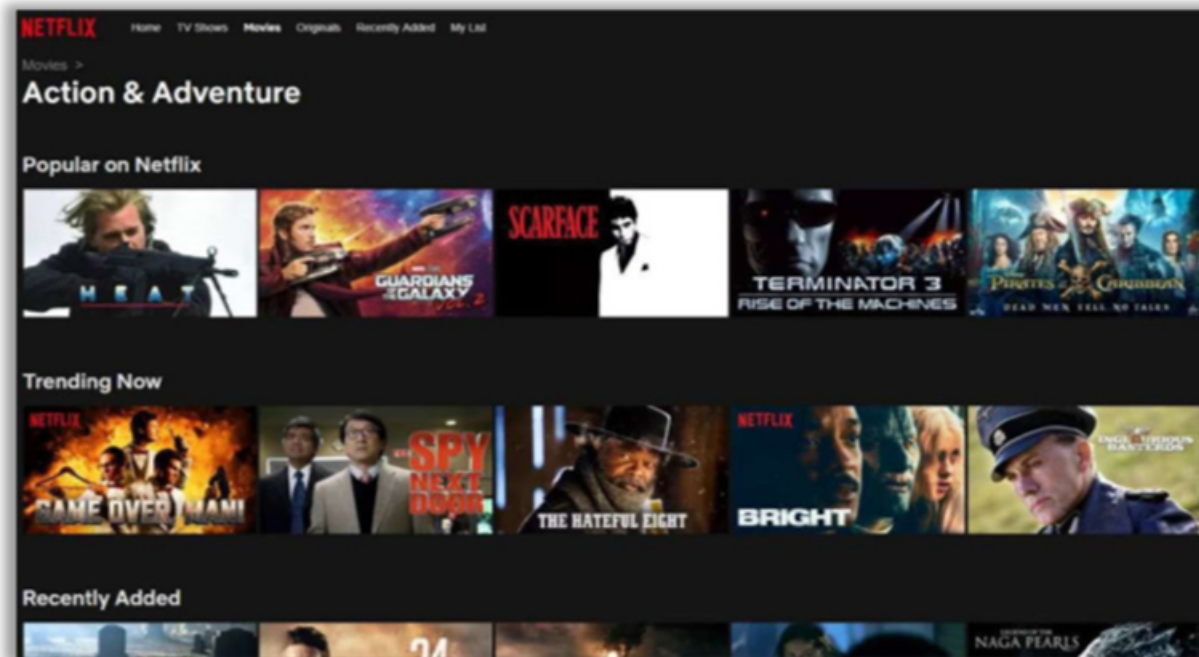 NETFLIX
Home TV Shows Movies Originals Recently Added My List
Movies >
Action & Adventure
Popular on Netflix
HEAT
GUARDIANS
OF THE GALAXY
Vol. 2
SCARFACE
TERMINATOR 3
RISE OF THE MACHINES
PIRATES of the CARIBBEAN
DEAD MEN TELL NO TALES
Trending Now
NETFLIX
GAME OVER, MAN!
THE SPY
NEXT
DOOR
THE HATEFUL EIGHT
NETFLIX
BRIGHT
INGLOURIOUS
BASTERDS
Recently Added
24
NAGA PEARLS